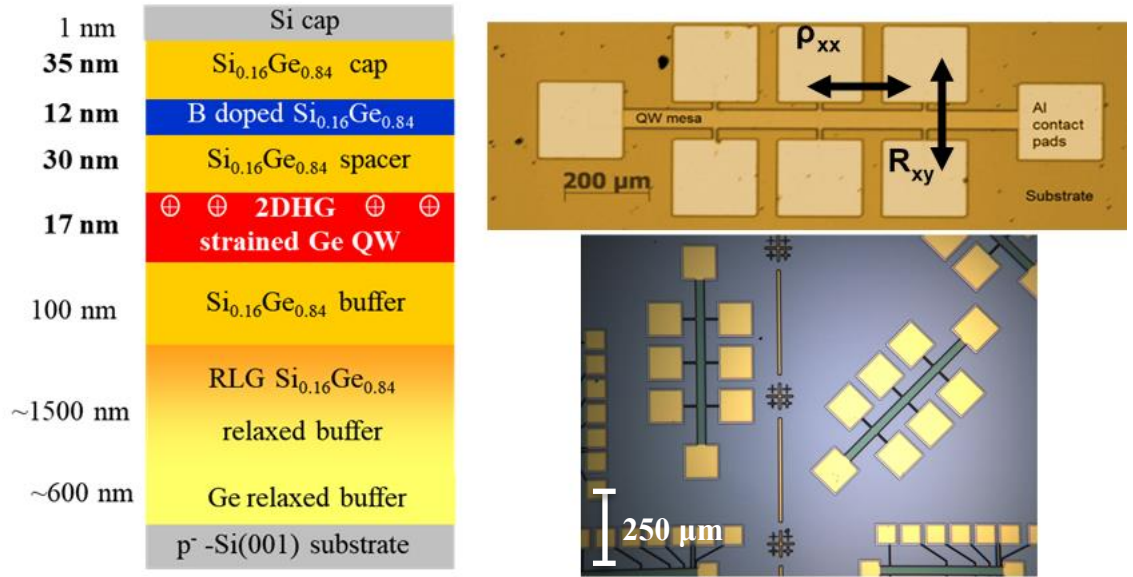 1 nm
Si cap
35 nm
Si₀.₁₆Ge₀.₈₄ cap
12 nm
B doped Si₀.₁₆Ge₀.₈₄
30 nm
Si₀.₁₆Ge₀.₈₄ spacer
17 nm
⊕ ⊕ 2DHG ⊕ ⊕
strained Ge QW
100 nm
Si₀.₁₆Ge₀.₈₄ buffer
RLG Si₀.₁₆Ge₀.₈₄
~1500 nm
relaxed buffer
~600 nm
Ge relaxed buffer
p⁻ -Si(001) substrate
ρxx
QW mesa
Al
contact
pads
Rxy
200 µm
Substrate
250 µm